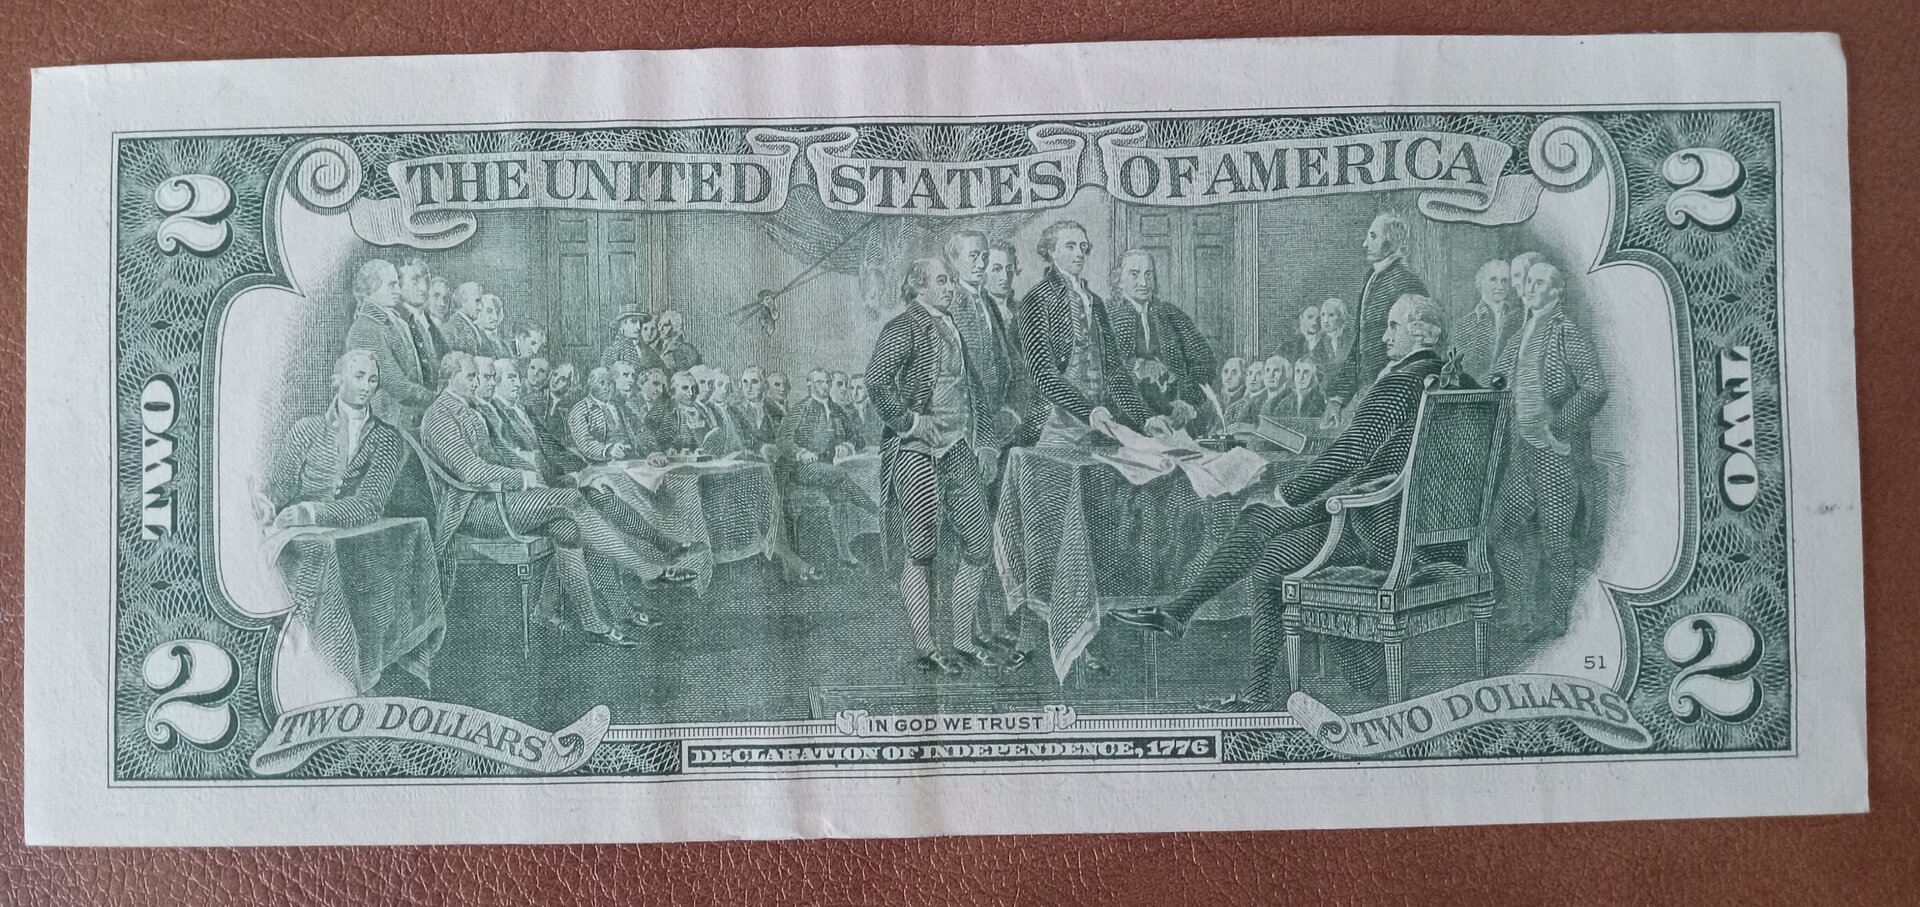 THE UNITED STATES OF AMERICA
2 2
TWO TWO
51
2 2
TWO DOLLARS TWO DOLLARS
IN GOD WE TRUST
DECLARATION OF INDEPENDENCE, 1776